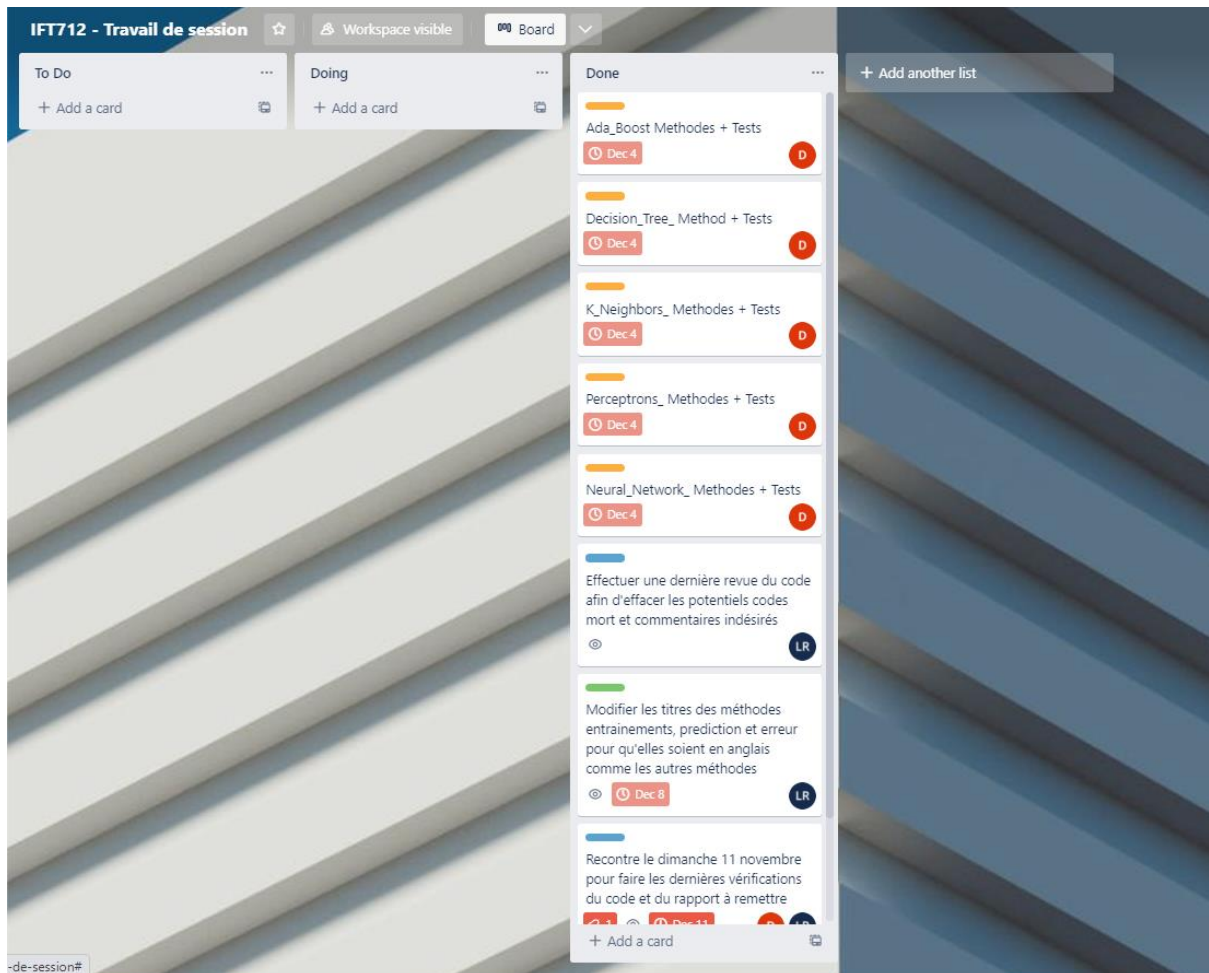 IFT712 - Travail de session
Workspace visible
Board
To Do
+ Add a card
Doing
+ Add a card
Done
Ada_Boost Methodes + Tests
Dec 4
D
Decision_Tree_ Method + Tests
Dec 4
D
K_Neighbors_ Methodes + Tests
Dec 4
D
Perceptrons_ Methodes + Tests
Dec 4
D
Neural_Network_ Methodes + Tests
Dec 4
D
Effectuer une dernière revue du code
afin d'effacer les potentiels codes
mort et commentaires indésirés
LR
Modifier les titres des méthodes
entrainements, prediction et erreur
pour qu'elles soient en anglais
comme les autres méthodes
Dec 8
LR
Recontre le dimanche 11 novembre
pour faire les dernières vérifications
du code et du rapport à remettre
1 Dec 11 D LR
+ Add a card
+ Add another list
-de-session#